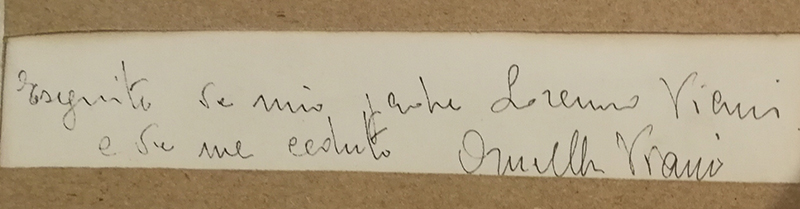 Eseguito da mio padre Lorenzo Viani
e da me ceduto Ornella Viani